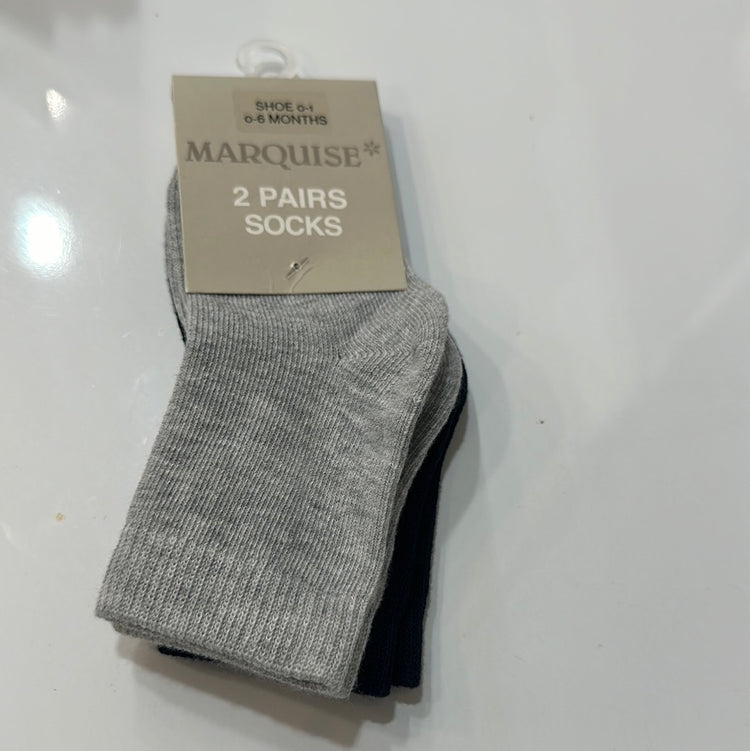 SHOE 0-1
0-6 MONTHS
MARQUISE*
2 PAIRS
SOCKS